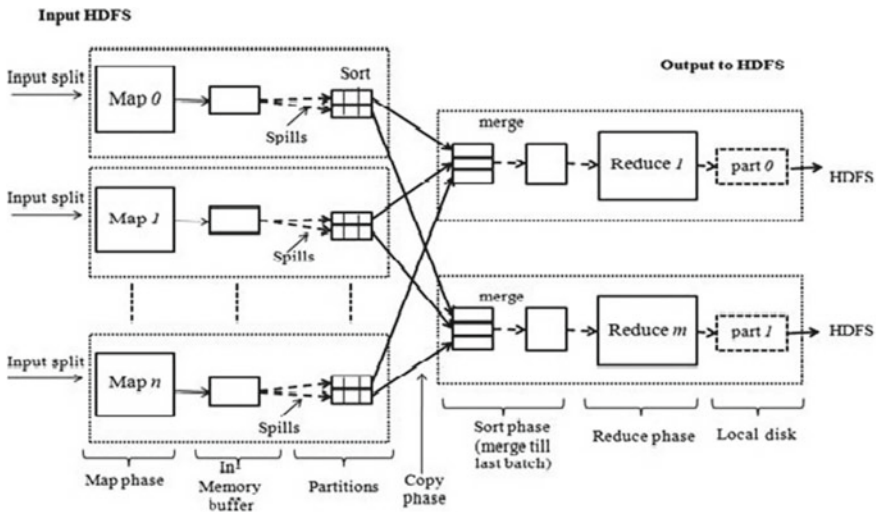 Input HDFS
Output to HDFS
Input split
Map 0
Sort
Spills
Input split
Map 1
Spills
Input split
Map n
Spills
merge
Reduce 1
part 0
HDFS
merge
Reduce m
part 1
HDFS
Map phase
In
Memory
buffer
Partitions
Copy
phase
Sort phase
(merge till
last batch)
Reduce phase
Local disk